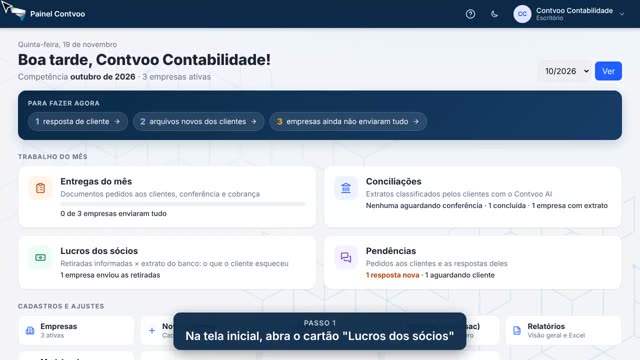 Painel Contvoo
CC
Contvoo Contabilidade
Escritório
Quinta-feira, 19 de novembro
Boa tarde, Contvoo Contabilidade!
Competência outubro de 2026 · 3 empresas ativas
10/2026
Ver
PARA FAZER AGORA
1 resposta de cliente →
2 arquivos novos dos clientes →
3 empresas ainda não enviaram tudo →
TRABALHO DO MÊS
Entregas do mês
Documentos pedidos aos clientes, conferência e cobrança
0 de 3 empresas enviaram tudo
Conciliações
Extratos classificados pelos clientes com o Contvoo AI
Nenhuma aguardando conferência · 1 concluída · 1 empresa com extrato
Lucros dos sócios
Retiradas informadas × extrato do banco: o que o cliente esqueceu
1 empresa enviou as retiradas
Pendências
Pedidos aos clientes e as respostas deles
1 resposta nova · 1 aguardando cliente
CADASTROS E AJUSTES
Empresas
3 ativas
Relatórios
Visão geral e Excel
PASSO 1
Na tela inicial, abra o cartão "Lucros dos sócios"